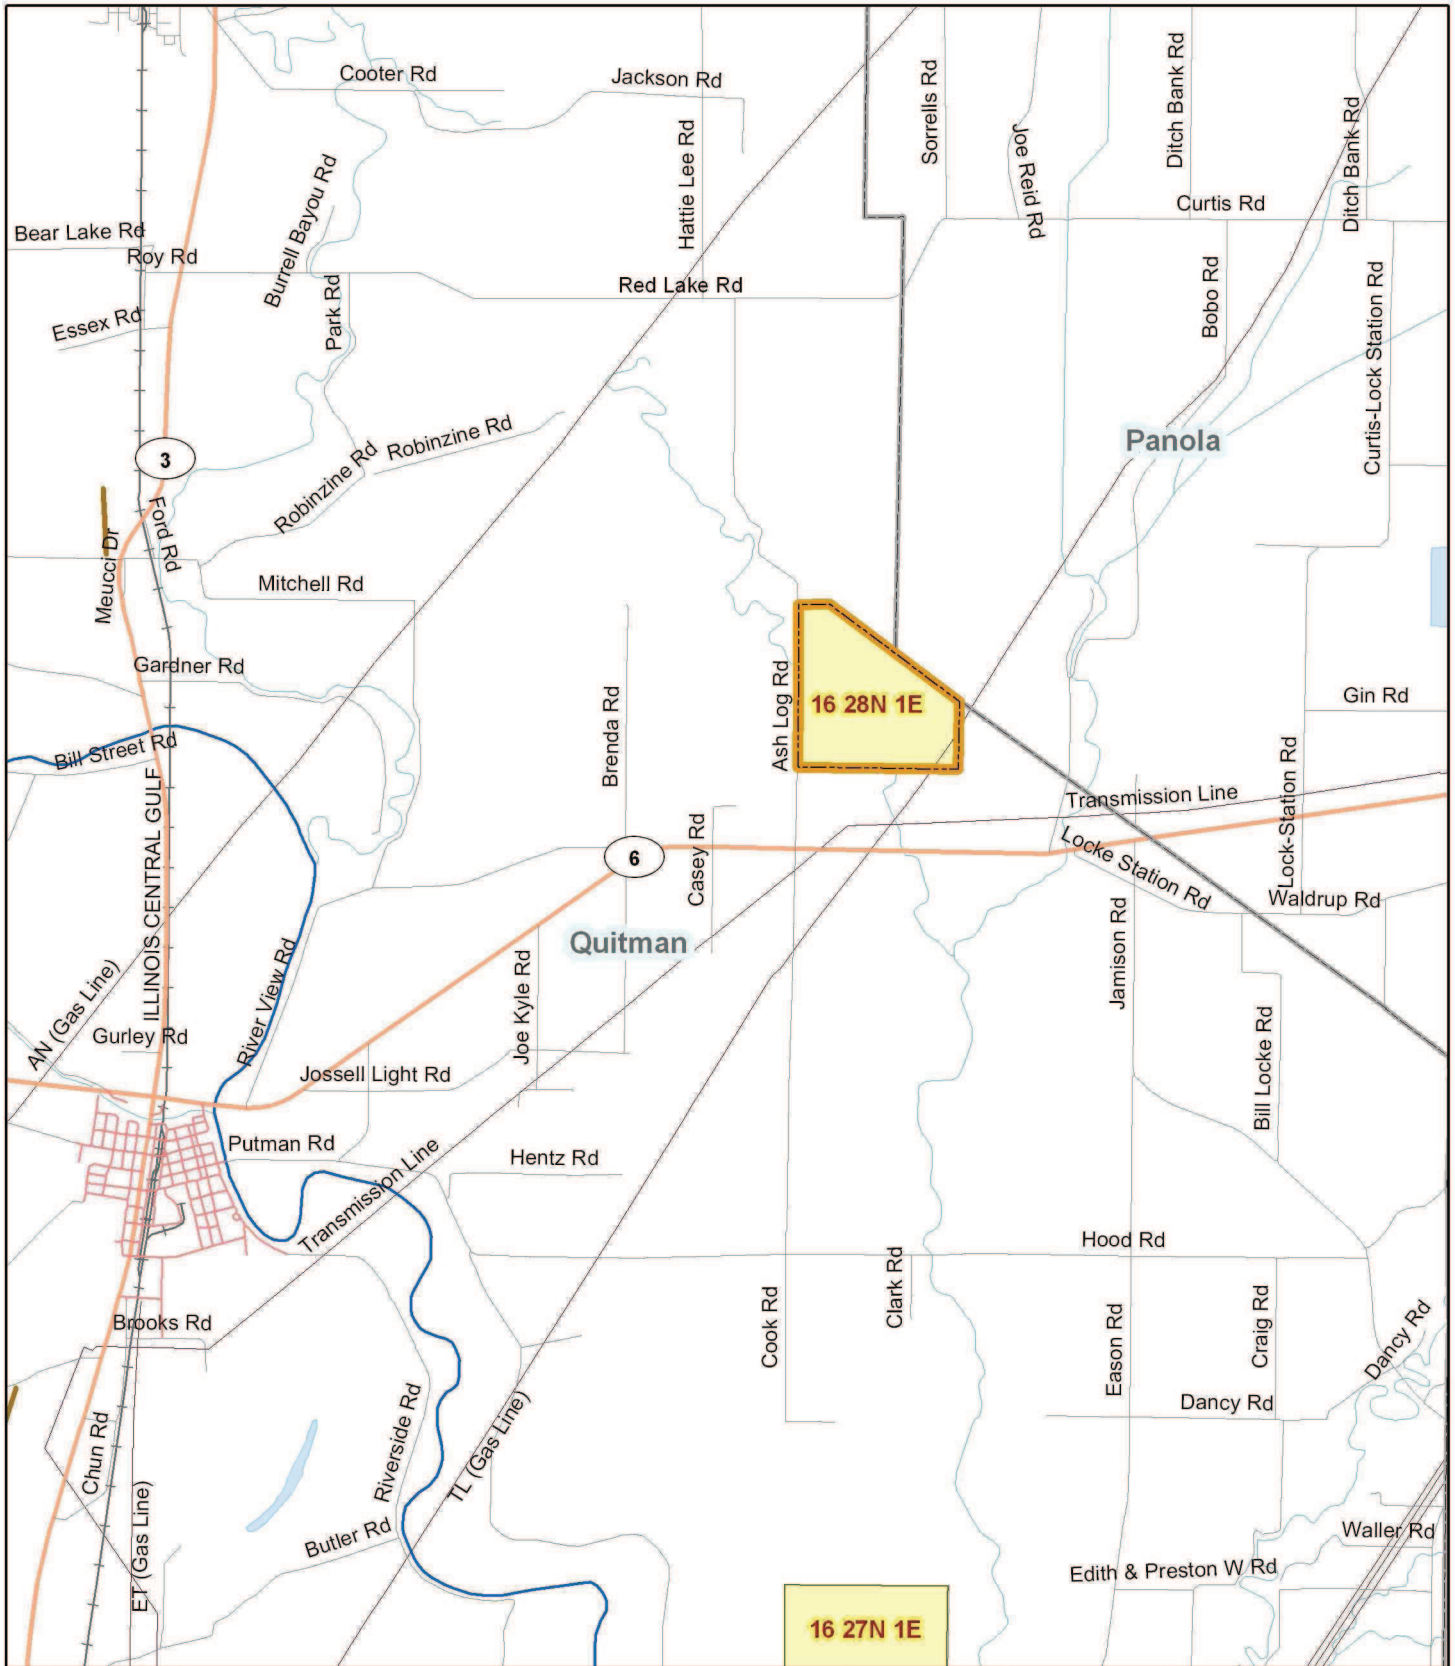 Cooter Rd
Jackson Rd
Hattie Lee Rd
Sorrells Rd
Joe Reid Rd
Ditch Bank Rd
Ditch Bank Rd
Curtis Rd
Bear Lake Rd
Roy Rd
Burrell Bayou Rd
Park Rd
Red Lake Rd
Bobo Rd
Curtis-Lock Station Rd
Essex Rd
Robinzine Rd
Robinzine Rd
Panola
3
Ford Rd
Meucci Dr
Mitchell Rd
Gardner Rd
Ash Log Rd
16 28N 1E
Gin Rd
Brenda Rd
Bill Street Rd
Lock-Station Rd
Transmission Line
Casey Rd
6
Locke Station Rd
Waldrup Rd
ILLINOIS CENTRAL GULF
Quitman
Jamison Rd
River View Rd
Joe Kyle Rd
AN (Gas Line)
Gurley Rd
Jossell Light Rd
Bill Locke Rd
Putman Rd
Hentz Rd
Transmission Line
Hood Rd
Clark Rd
Cook Rd
Brooks Rd
Eason Rd
Craig Rd
Dancy Rd
Dancy Rd
Chun Rd
Riverside Rd
TL (Gas Line)
ET (Gas Line)
Butler Rd
Waller Rd
Edith & Preston W Rd
16 27N 1E